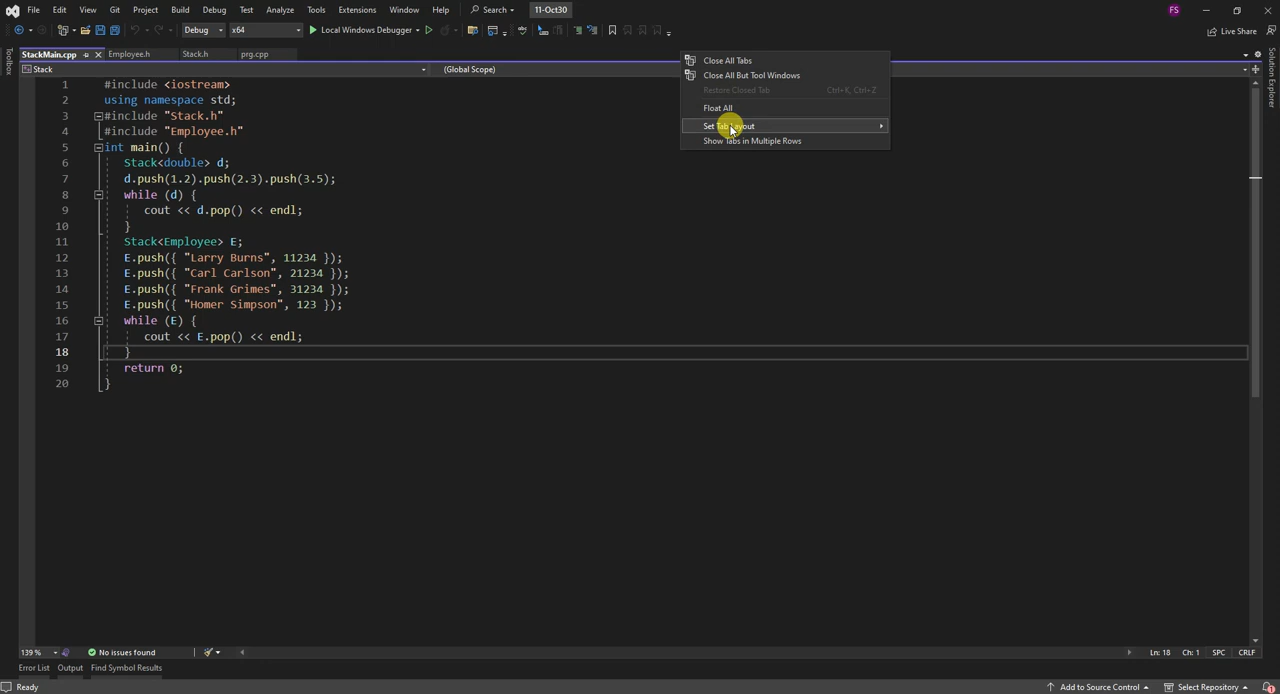 File Edit View Git Project Build Debug Test Analyze Tools Extensions Window Help Search 11-Oct30 FS
Debug x64 Local Windows Debugger Live Share
Toolbox
StackMain.cpp Employee.h Stack.h prg.cpp
Stack (Global Scope)
Close All Tabs
Close All But Tool Windows
Restore Closed Tab Ctrl+K, Ctrl+Z
Float All
Set Tab Layout
Show Tabs in Multiple Rows
Solution Explorer
1 #include <iostream>
2 using namespace std;
3 #include "Stack.h"
4 #include "Employee.h"
5 int main() {
6 Stack<double> d;
7 d.push(1.2).push(2.3).push(3.5);
8 while (d) {
9 cout << d.pop() << endl;
10 }
11 Stack<Employee> E;
12 E.push({ "Larry Burns", 11234 });
13 E.push({ "Carl Carlson", 21234 });
14 E.push({ "Frank Grimes", 31234 });
15 E.push({ "Homer Simpson", 123 });
16 while (E) {
17 cout << E.pop() << endl;
18 }
19 return 0;
20 }
139 % No issues found Ln: 18 Ch: 1 SPC CRLF
Error List Output Find Symbol Results
Ready Add to Source Control Select Repository 1